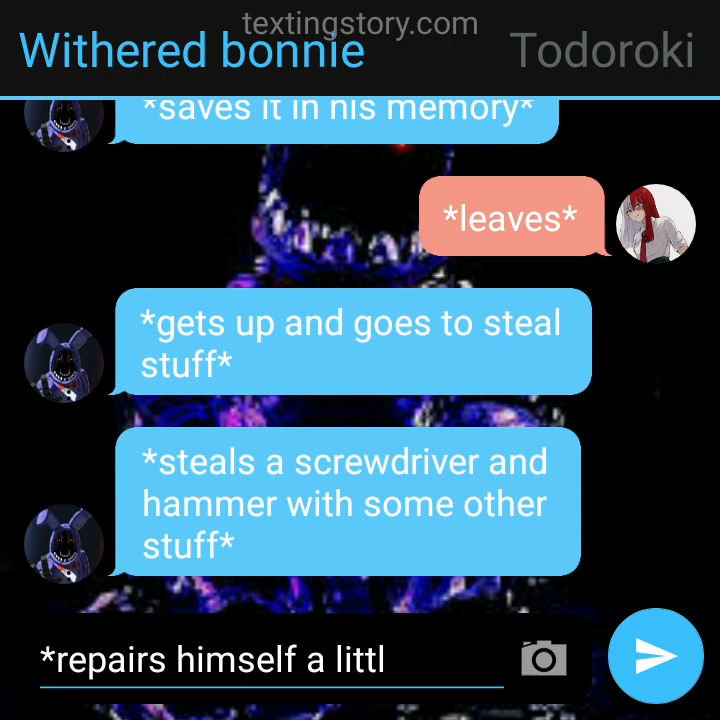 textingstory.com
Withered bonnie
Todoroki
*saves it in his memory*
*leaves*
*gets up and goes to steal
stuff*
*steals a screwdriver and
hammer with some other
stuff*
*repairs himself a littl